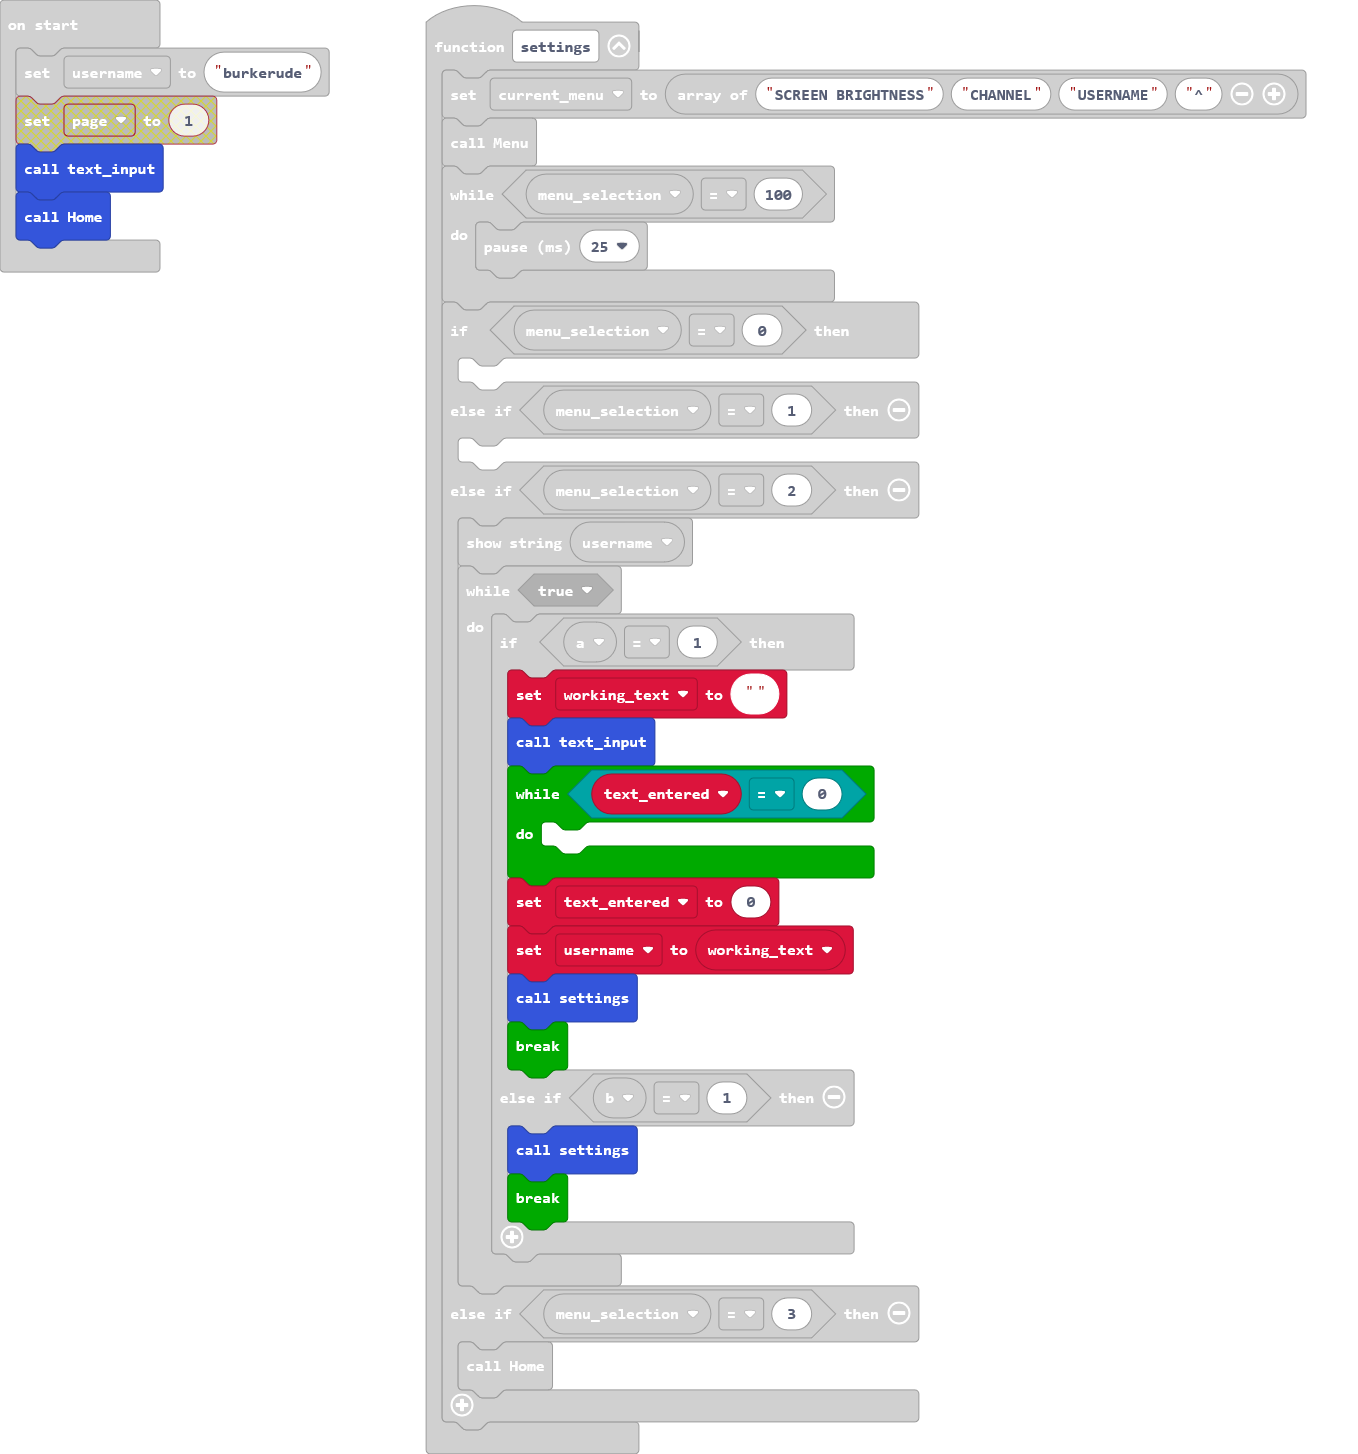 on start
set username to "burkerude"
set page to 1
call text_input
call Home
function settings
set current_menu to array of "SCREEN BRIGHTNESS" "CHANNEL" "USERNAME" "^"
call Menu
while menu_selection = 100
do
pause (ms) 25
if menu_selection = 0 then
else if menu_selection = 1 then
else if menu_selection = 2 then
show string username
while true
do
if a = 1 then
set working_text to " "
call text_input
while text_entered = 0
do
set text_entered to 0
set username to working_text
call settings
break
else if b = 1 then
call settings
break
else if menu_selection = 3 then
call Home